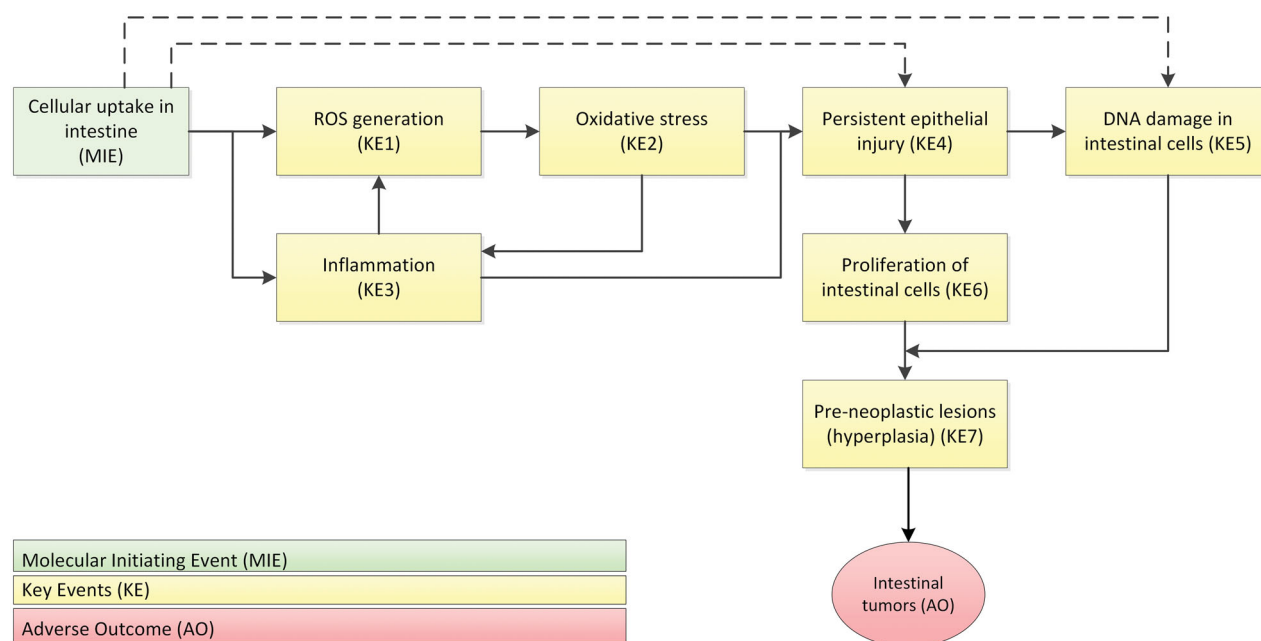 Cellular uptake in
intestine
(MIE)
ROS generation
(KE1)
Oxidative stress
(KE2)
Persistent epithelial
injury (KE4)
DNA damage in
intestinal cells (KE5)
Inflammation
(KE3)
Proliferation of
intestinal cells (KE6)
Pre-neoplastic lesions
(hyperplasia) (KE7)
Intestinal
tumors (AO)
Molecular Initiating Event (MIE)
Key Events (KE)
Adverse Outcome (AO)